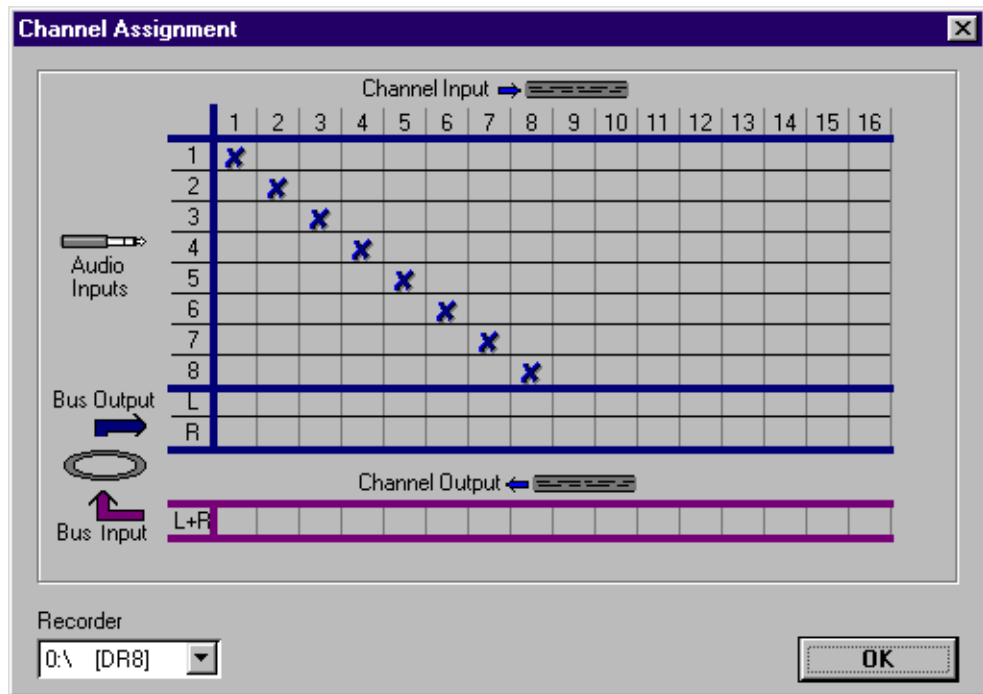 Channel Assignment
Channel Input
1 2 3 4 5 6 7 8 9 10 11 12 13 14 15 16
1
2
3
4
5
6
7
8
Audio
Inputs
Bus Output
L
R
Channel Output
L+R
Bus Input
Recorder
0:\ [DR8]
OK